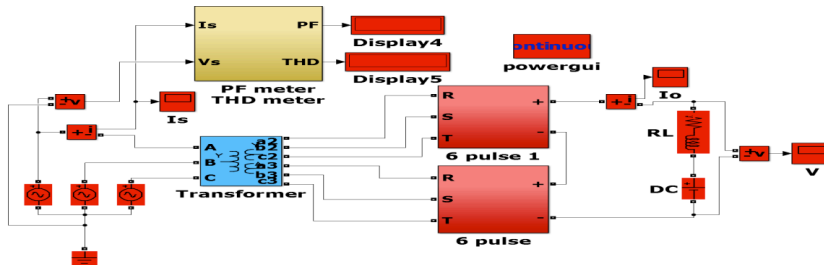 Is
PF
Vs
THD
PF meter
THD meter
Display4
Display5
continuo
powergui
Is
Io
+
v
+
i
A
B
C
Y
a2
b2
c2
a3
b3
c3
Transformer
R
S
T
+
-
6 pulse 1
R
S
T
+
-
6 pulse
+
i
RL
DC
+
+
v
V